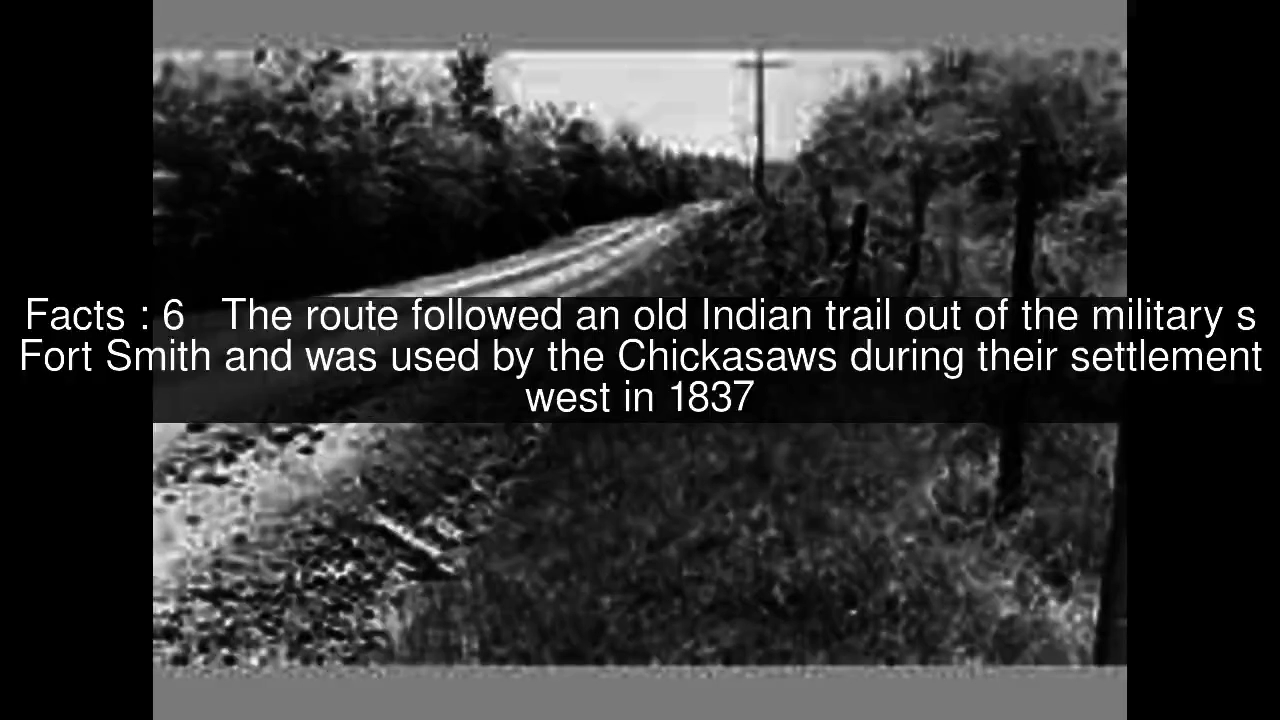 Facts : 6   The route followed an old Indian trail out of the military s
Fort Smith and was used by the Chickasaws during their settlement
west in 1837